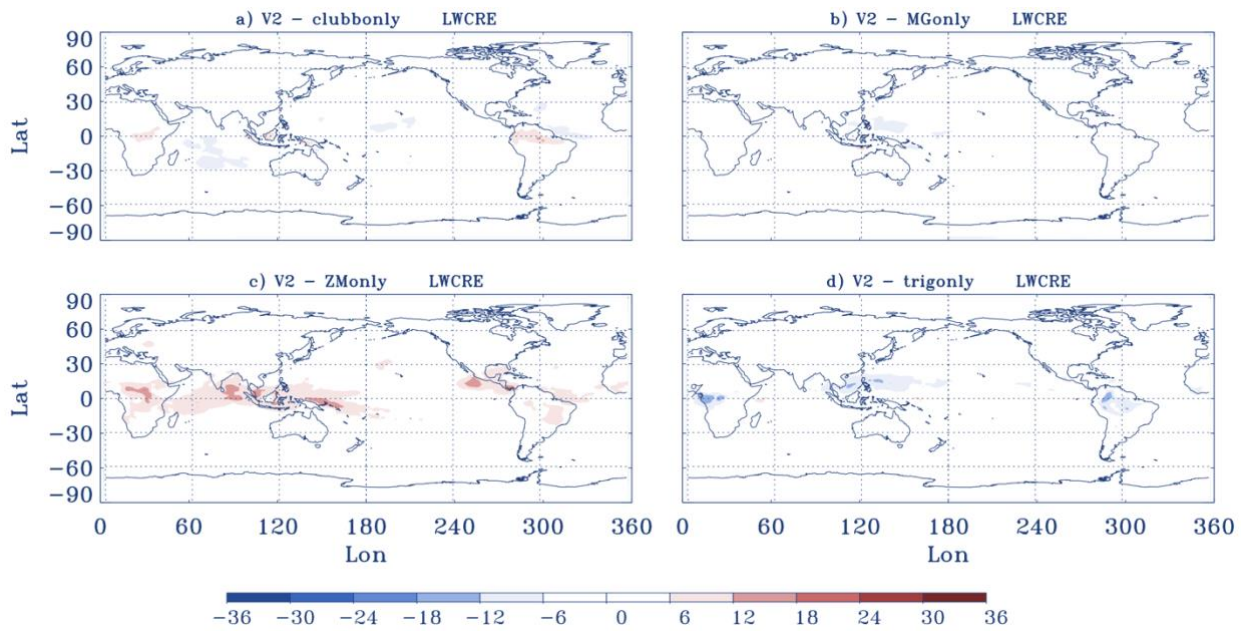 a) V2 − clubbonly LWCRE
b) V2 − MGonly LWCRE
90
60
30
0
−30
−60
−90
Lat
c) V2 − ZMonly LWCRE
d) V2 − trigonly LWCRE
90
60
30
0
−30
−60
−90
Lat
0 60 120 180 240 300 360
0 60 120 180 240 300 360
Lon
Lon
−36 −30 −24 −18 −12 −6 0 6 12 18 24 30 36